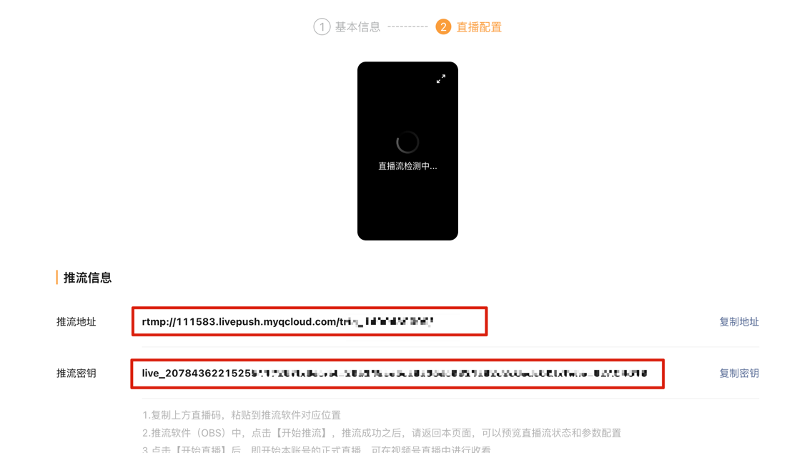 1 基本信息 2 直播配置
直播流检测中...
推流信息
推流地址 rtmp://111583.livepush.myqcloud.com/ 复制地址
推流密钥 live_2078436221525 复制密钥
1.复制上方直播码，粘贴到推流软件对应位置
2.推流软件（OBS）中，点击【开始推流】，推流成功之后，请返回本页面，可以预览直播流状态和参数配置
3.点击【开始直播】后，即开始本账号的正式直播，可在视频号直播中进行收看